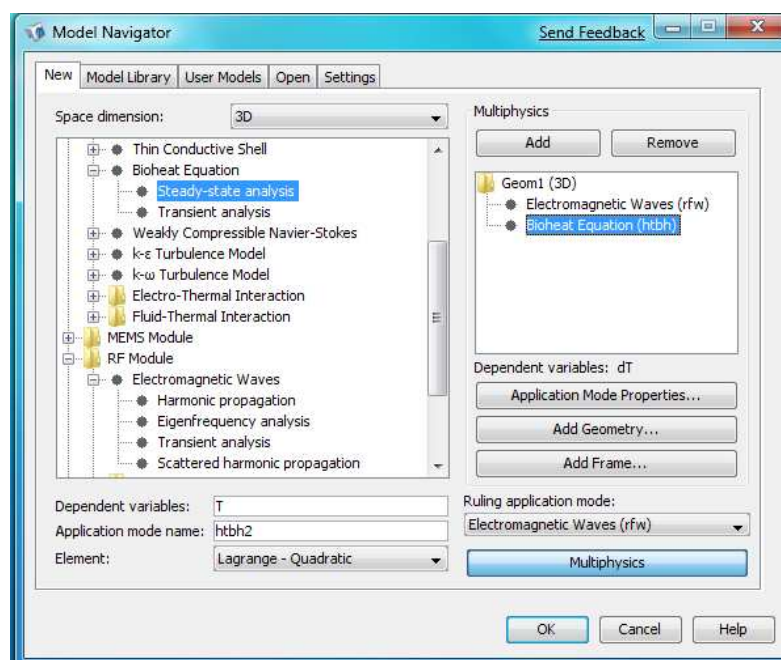 Model Navigator
Send Feedback
New
Model Library
User Models
Open
Settings
Space dimension:
3D
Thin Conductive Shell
Bioheat Equation
Steady-state analysis
Transient analysis
Weakly Compressible Navier-Stokes
k-ε Turbulence Model
k-ω Turbulence Model
Electro-Thermal Interaction
Fluid-Thermal Interaction
MEMS Module
RF Module
Electromagnetic Waves
Harmonic propagation
Eigenfrequency analysis
Transient analysis
Scattered harmonic propagation
Dependent variables:
T
Application mode name:
htbh2
Element:
Lagrange - Quadratic
Multiphysics
Add
Remove
Geom1 (3D)
Electromagnetic Waves (rfw)
Bioheat Equation (htbh)
Dependent variables: dT
Application Mode Properties...
Add Geometry...
Add Frame...
Ruling application mode:
Electromagnetic Waves (rfw)
Multiphysics
OK
Cancel
Help